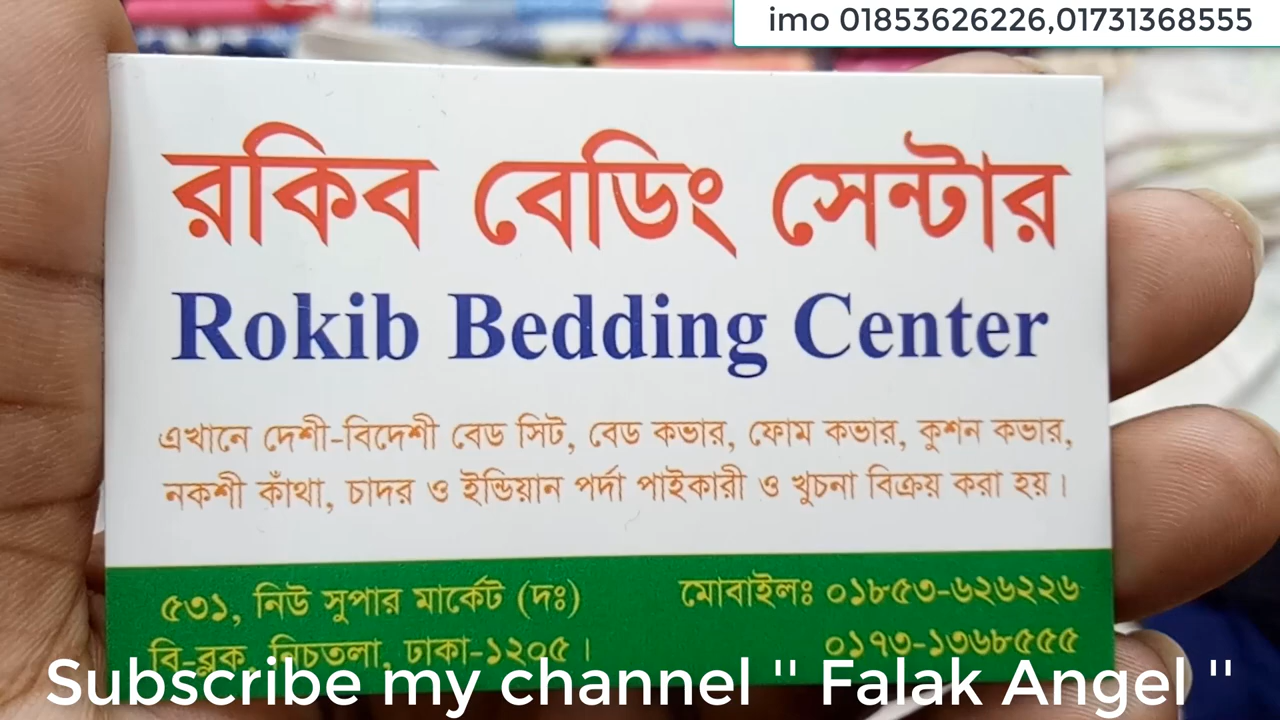 imo 01853626226,01731368555
রকিব বেডিং সেন্টার
Rokib Bedding Center
এখানে দেশী-বিদেশী বেড সিট, বেড কভার, ফোম কভার, কুশন কভার,
নকশী কাঁথা, চাদর ও ইন্ডিয়ান পর্দা পাইকারী ও খুচনা বিক্রয় করা হয়।
৫৩১, নিউ সুপার মার্কেট (দঃ)
বি-ব্লক, নিচতলা, ঢাকা-১২০৫।
মোবাইলঃ ০১৮৫৩-৬২৬২২৬
০১৭৩-১৩৬৮৫৫৫
Subscribe my channel " Falak Angel "